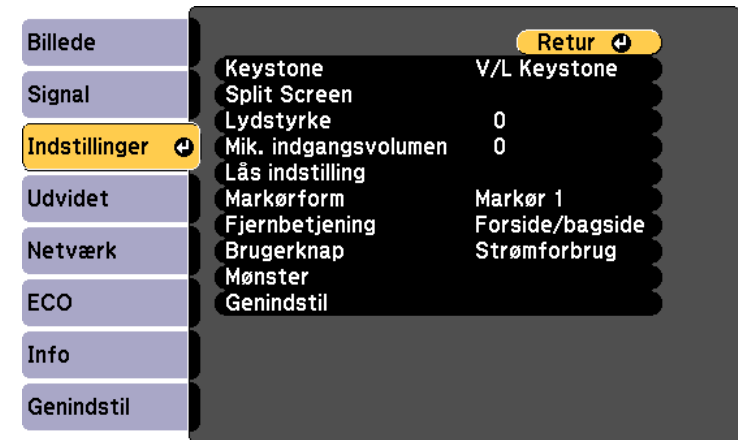 Billede
Signal
Indstillinger
Udvidet
Netværk
ECO
Info
Genindstil
Retur
Keystone V/L Keystone
Split Screen
Lydstyrke 0
Mik. indgangsvolumen 0
Lås indstilling
Markørform Markør 1
Fjernbetjening Forside/bagside
Brugerknap Strømforbrug
Mønster
Genindstil